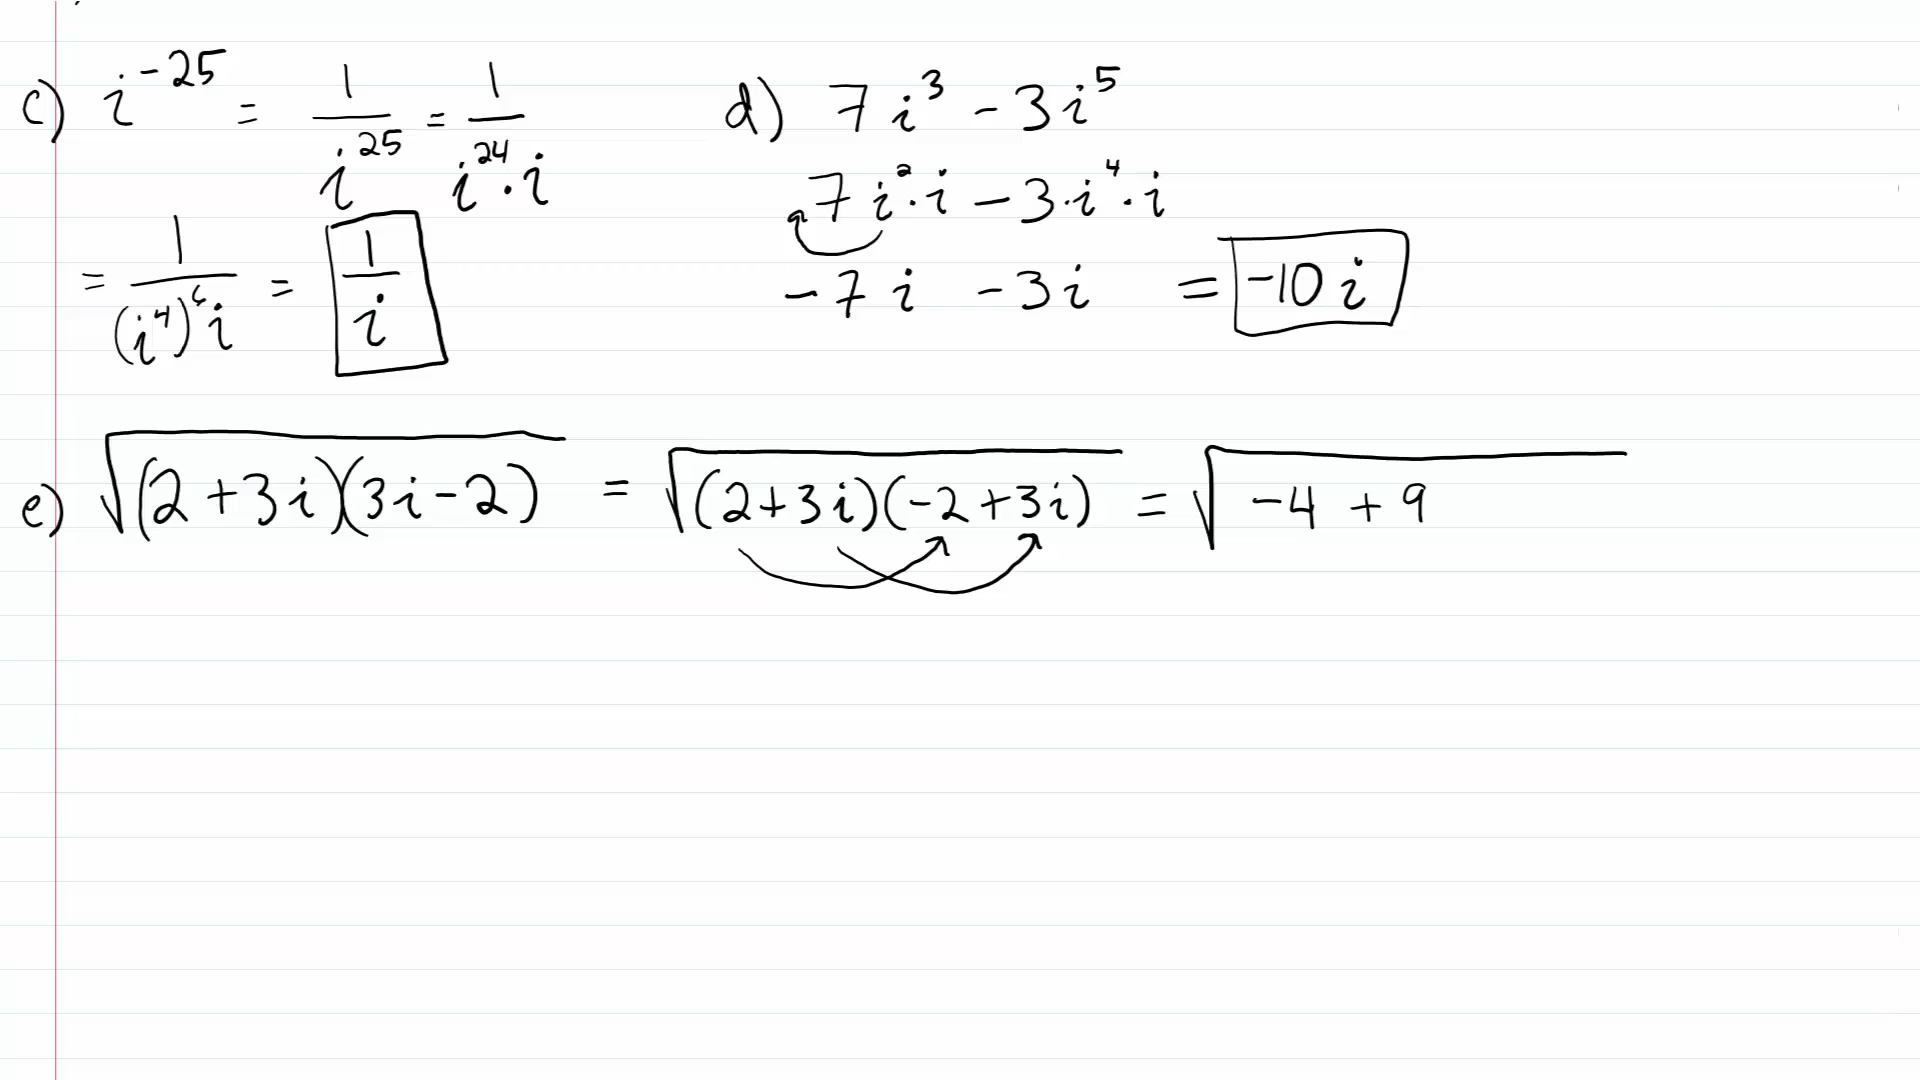 c) i^-25 = 1/i^25 = 1/(i^24 · i)
= 1/((i^4)^6 i) = 1/i
d) 7i^3 - 3i^5
7i^2·i - 3·i^4·i
-7i -3i = -10i
e) √((2+3i)(3i-2)) = √((2+3i)(-2+3i)) = √(-4 + 9